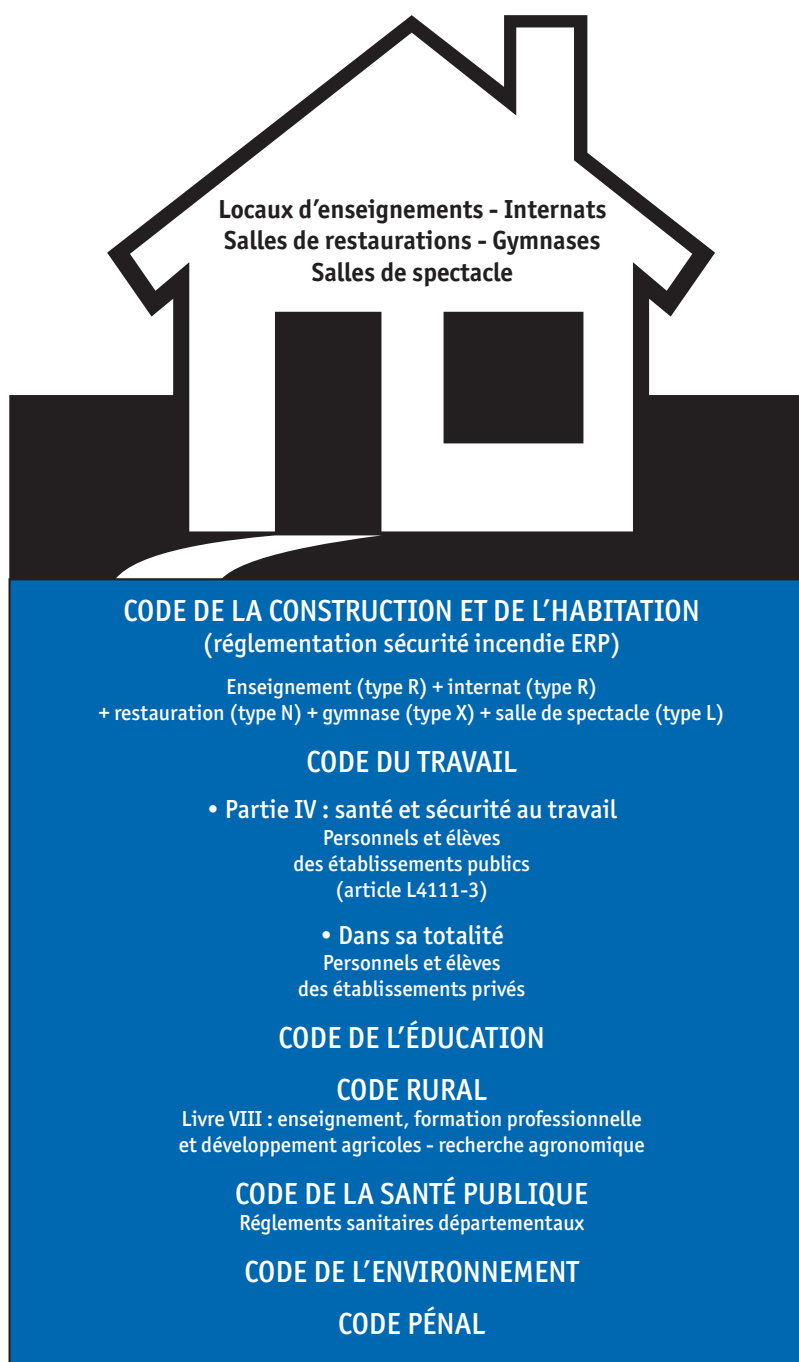 Locaux d’enseignements - Internats
Salles de restaurations - Gymnases
Salles de spectacle
CODE DE LA CONSTRUCTION ET DE L’HABITATION
(réglementation sécurité incendie ERP)
Enseignement (type R) + internat (type R)
+ restauration (type N) + gymnase (type X) + salle de spectacle (type L)
CODE DU TRAVAIL
• Partie IV : santé et sécurité au travail
Personnels et élèves
des établissements publics
(article L4111-3)
• Dans sa totalité
Personnels et élèves
des établissements privés
CODE DE L’ÉDUCATION
CODE RURAL
Livre VIII : enseignement, formation professionnelle
et développement agricoles - recherche agronomique
CODE DE LA SANTÉ PUBLIQUE
Réglements sanitaires départementaux
CODE DE L’ENVIRONNEMENT
CODE PÉNAL